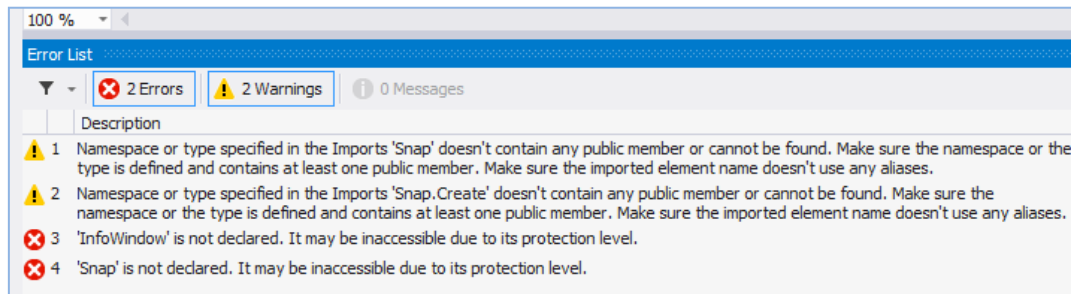 100 %
Error List
2 Errors 2 Warnings 0 Messages
Description
1 Namespace or type specified in the Imports 'Snap' doesn't contain any public member or cannot be found. Make sure the namespace or the
type is defined and contains at least one public member. Make sure the imported element name doesn't use any aliases.
2 Namespace or type specified in the Imports 'Snap.Create' doesn't contain any public member or cannot be found. Make sure the
namespace or the type is defined and contains at least one public member. Make sure the imported element name doesn't use any aliases.
3 'InfoWindow' is not declared. It may be inaccessible due to its protection level.
4 'Snap' is not declared. It may be inaccessible due to its protection level.